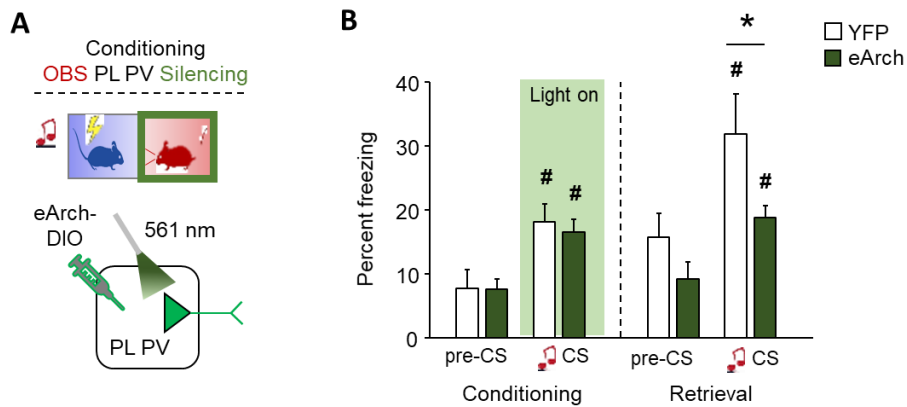 A
Conditioning
OBS PL PV Silencing
eArch-
DIO
561 nm
PL PV
B
YFP
eArch
*
#
Light on
# #
#
Percent freezing
40
30
20
10
0
pre-CS CS pre-CS CS
Conditioning Retrieval